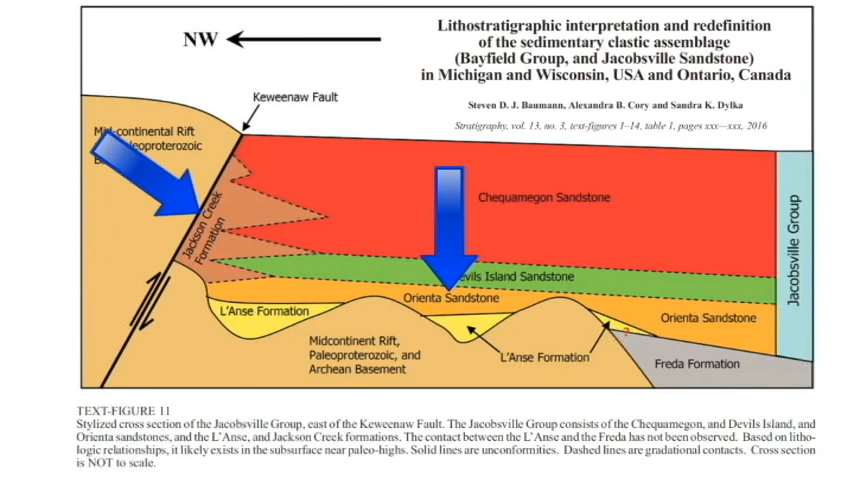 Lithostratigraphic interpretation and redefinition
of the sedimentary clastic assemblage
(Bayfield Group, and Jacobsville Sandstone)
in Michigan and Wisconsin, USA and Ontario, Canada
Steven D. J. Baumann, Alexandra B. Cory and Sandra K. Dylka
Stratigraphy, vol. 13, no. 3, text-figures 1–14, table 1, pages xxx—xxx, 2016
NW
Keweenaw Fault
continental Rift
eoproterozoic
Jackson Creek
Formation
Chequamegon Sandstone
evils Island Sandstone
Orienta Sandstone
Orienta Sandstone
L'Anse Formation
Midcontinent Rift,
Paleoproterozoic, and
Archean Basement
L'Anse Formation
?
Freda Formation
Jacobsville Group
TEXT-FIGURE 11
Stylized cross section of the Jacobsville Group, east of the Keweenaw Fault. The Jacobsville Group consists of the Chequamegon, and Devils Island, and
Orienta sandstones, and the L'Anse, and Jackson Creek formations. The contact between the L'Anse and the Freda has not been observed. Based on litho-
logic relationships, it likely exists in the subsurface near paleo-highs. Solid lines are unconformities. Dashed lines are gradational contacts. Cross section
is NOT to scale.